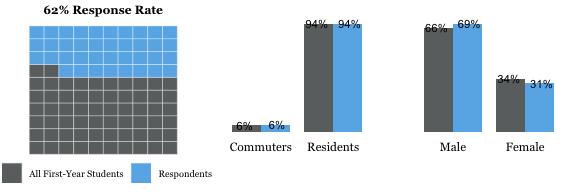 62% Response Rate
94% 94%
66% 69%
34% 31%
6% 6%
Commuters Residents Male Female
All First-Year Students Respondents